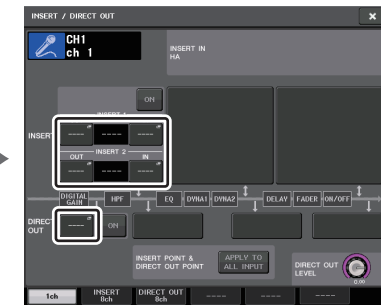 INSERT / DIRECT OUT
×
CH1
ch 1
INSERT IN
HA
ON
INSERT 1
INSERT
---- ---- ----
OUT INSERT 2 IN
---- ---- ----
DIGITAL GAIN HPF EQ DYNA1 DYNA2 DELAY FADER ON/OFF
DIRECT OUT
---- ON
INSERT POINT &
DIRECT OUT POINT
APPLY TO
ALL INPUT
DIRECT OUT
LEVEL
0.00
1ch INSERT 8ch DIRECT OUT 8ch ---- ---- ----